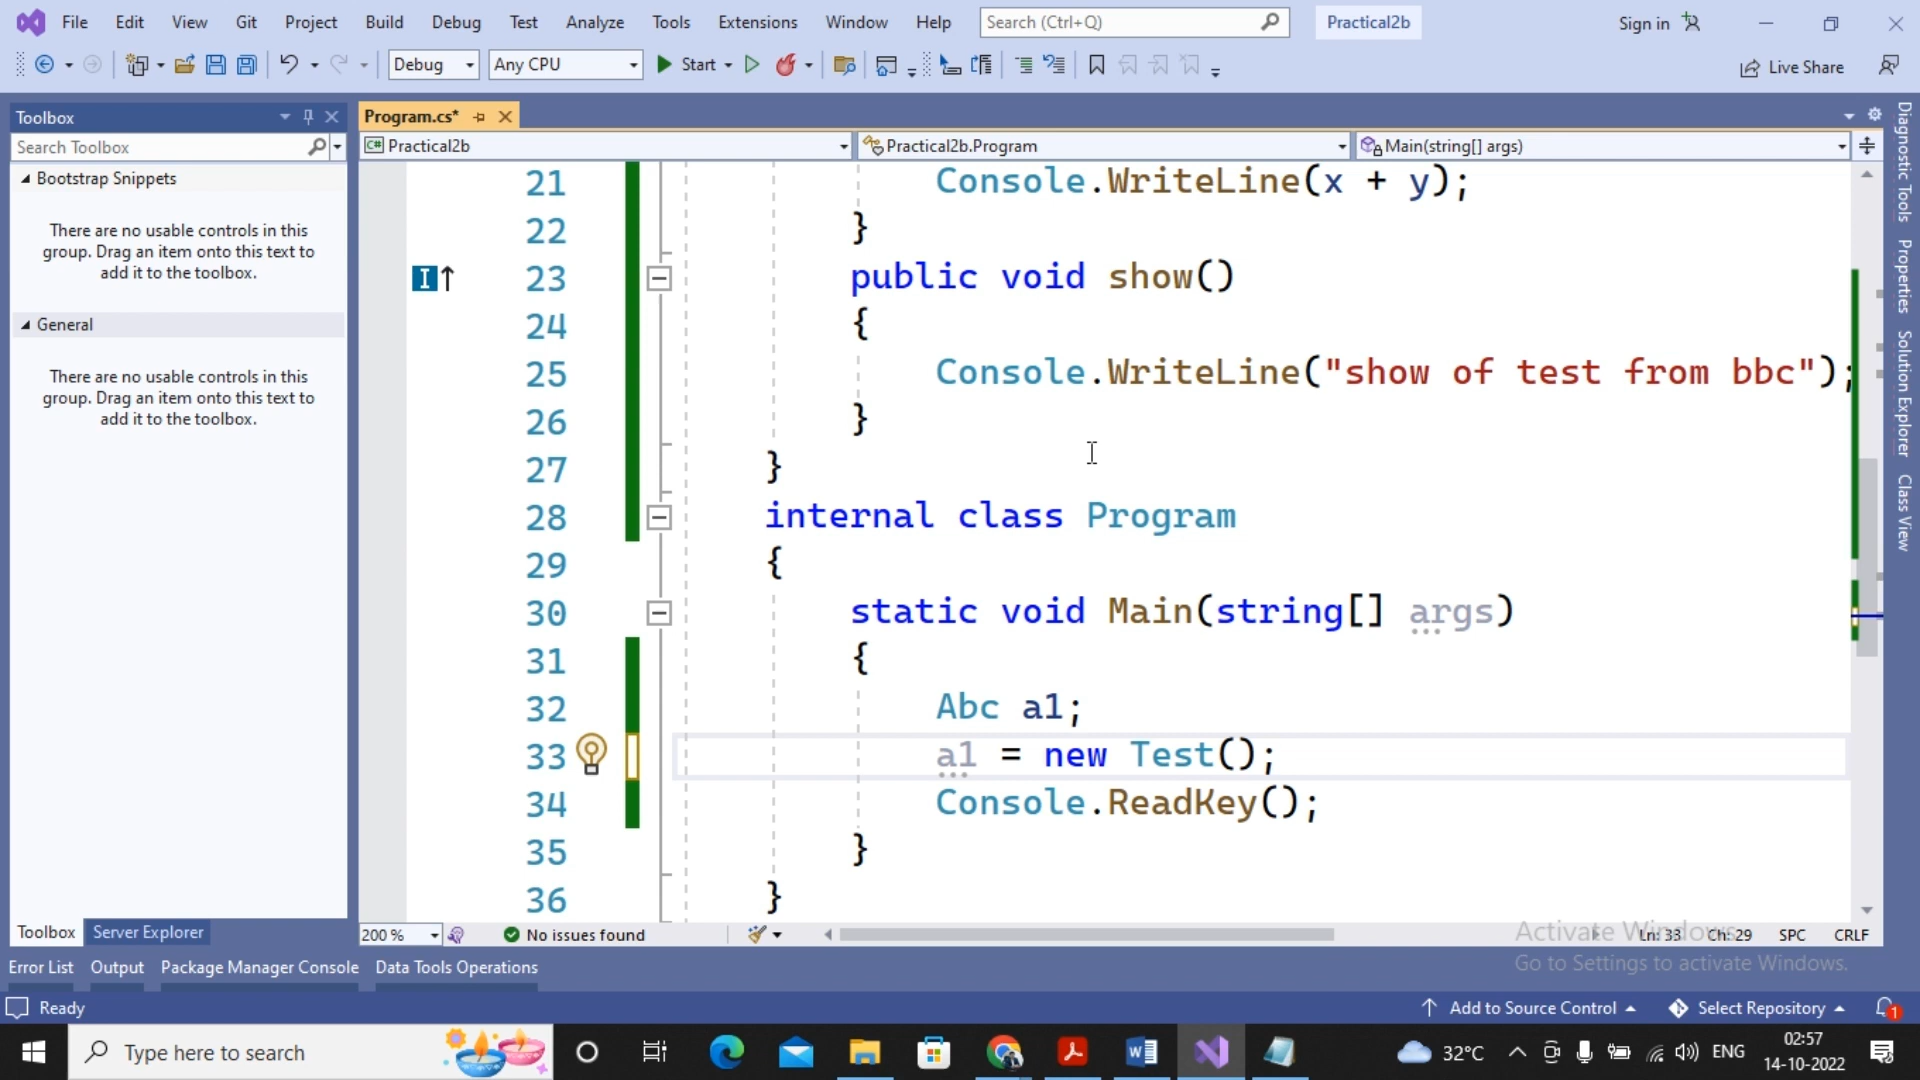 File Edit View Git Project Build Debug Test Analyze Tools Extensions Window Help Search (Ctrl+Q) Practical2b Sign in
Debug Any CPU Start Live Share
Toolbox
Search Toolbox
Bootstrap Snippets
There are no usable controls in this
group. Drag an item onto this text to
add it to the toolbox.
General
There are no usable controls in this
group. Drag an item onto this text to
add it to the toolbox.
Toolbox Server Explorer
Program.cs*
C# Practical2b Practical2b.Program Main(string[] args)
21 Console.WriteLine(x + y);
22 }
23 public void show()
24 {
25 Console.WriteLine("show of test from bbc");
26 }
27 }
28 internal class Program
29 {
30 static void Main(string[] args)
31 {
32 Abc a1;
33 a1 = new Test();
34 Console.ReadKey();
35 }
36 }
200 % No issues found Ln: 33 Ch: 29 SPC CRLF
Activate Windows
Go to Settings to activate Windows.
Diagnostic Tools
Properties
Solution Explorer
Class View
Error List Output Package Manager Console Data Tools Operations
Ready Add to Source Control Select Repository 1
Type here to search 32°C ENG 02:57
14-10-2022